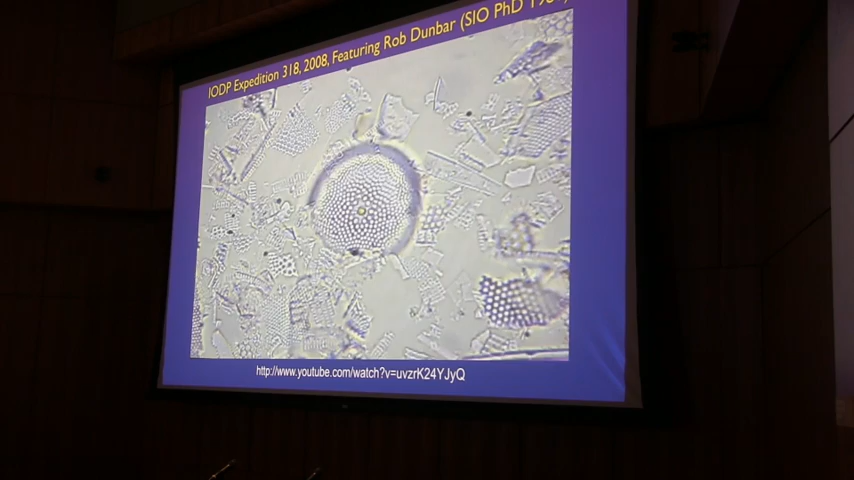 IODP Expedition 318, 2008, Featuring Rob Dunbar (SIO PhD
http://www.youtube.com/watch?v=uvzrK24YJyQ